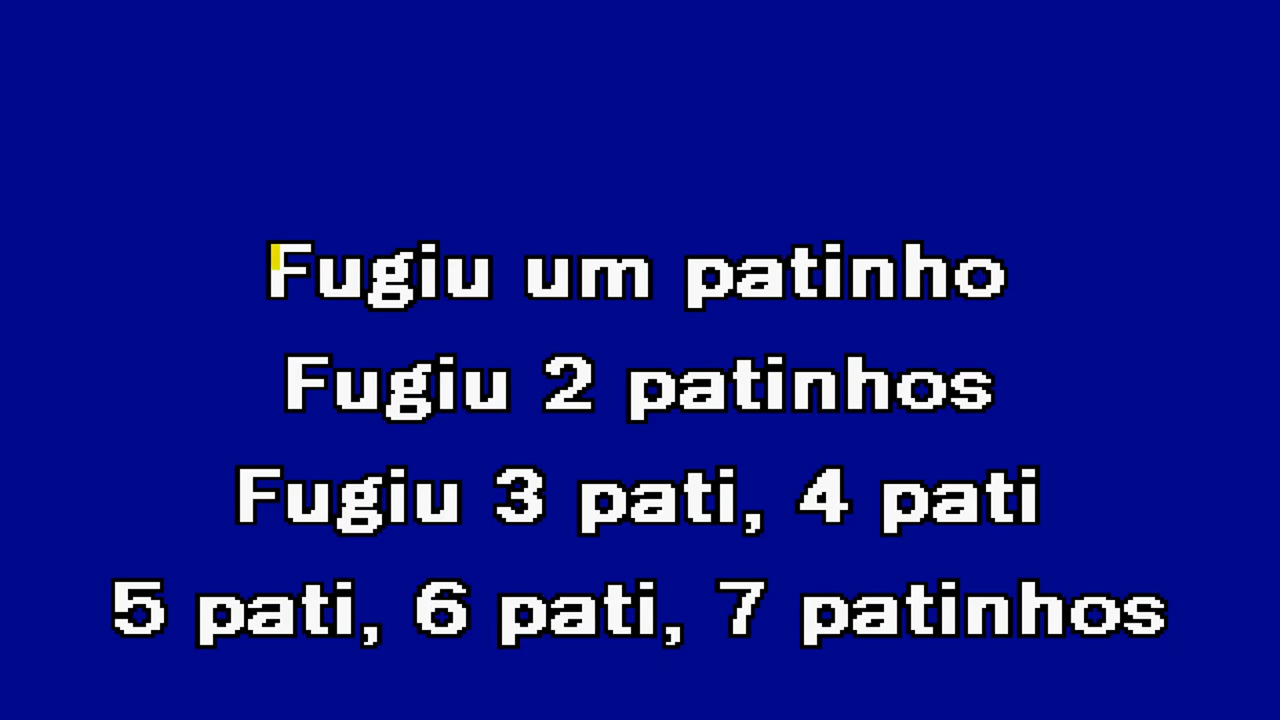 Fugiu um patinho
Fugiu 2 patinhos
Fugiu 3 pati, 4 pati
5 pati, 6 pati, 7 patinhos